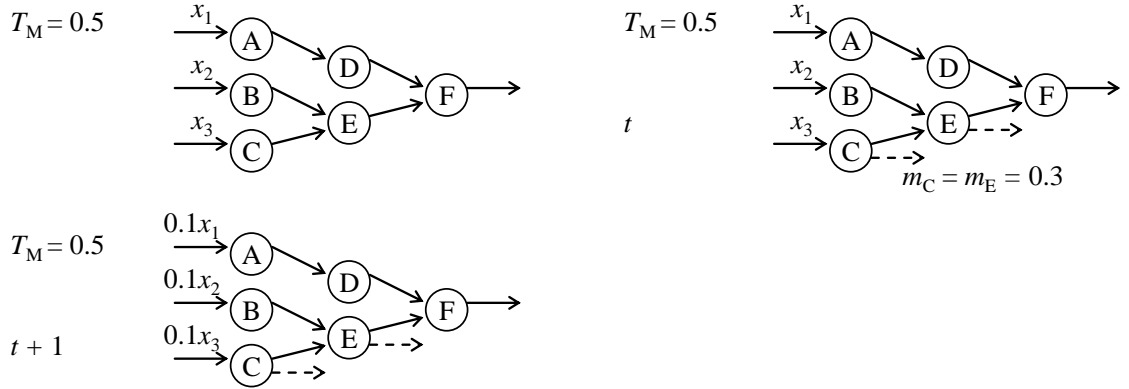 T_M = 0.5
x_1
A
D
x_2
B
F
E
x_3
C
T_M = 0.5
x_1
A
D
x_2
B
F
t
E
x_3
C
m_C = m_E = 0.3
T_M = 0.5
0.1x_1
A
D
0.1x_2
B
F
E
t + 1
0.1x_3
C